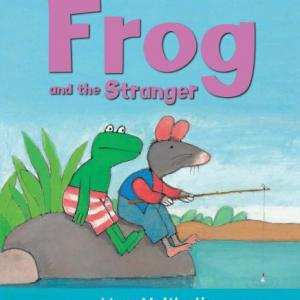 Frog
and the Stranger